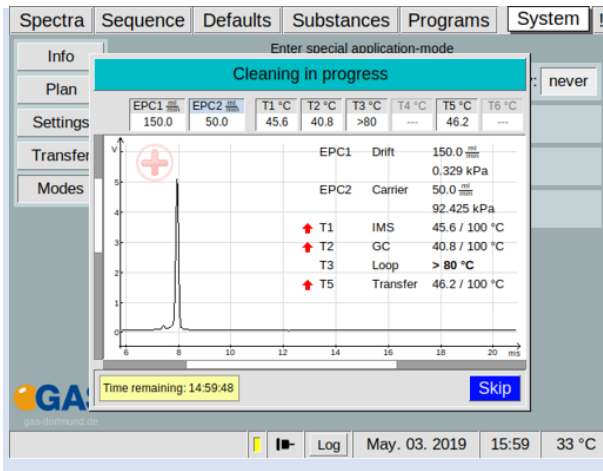 Spectra Sequence Defaults Substances Programs System !
Info
Plan
Settings
Transfer
Modes
Enter special application-mode
: never
Cleaning in progress
EPC1 ml/min EPC2 ml/min T1 °C T2 °C T3 °C T4 °C T5 °C T6 °C
150.0 50.0 45.6 40.8 >80 --- 46.2 ---
V
5
4
3
2
1
0
6 8 10 12 14 16 18 20 ms
EPC1 Drift 150.0 ml/min
0.329 kPa
EPC2 Carrier 50.0 ml/min
92.425 kPa
T1 IMS 45.6 / 100 °C
T2 GC 40.8 / 100 °C
T3 Loop > 80 °C
T5 Transfer 46.2 / 100 °C
Time remaining: 14:59:48
Skip
GAS
gas-dortmund.de
Log May. 03. 2019 15:59 33 °C